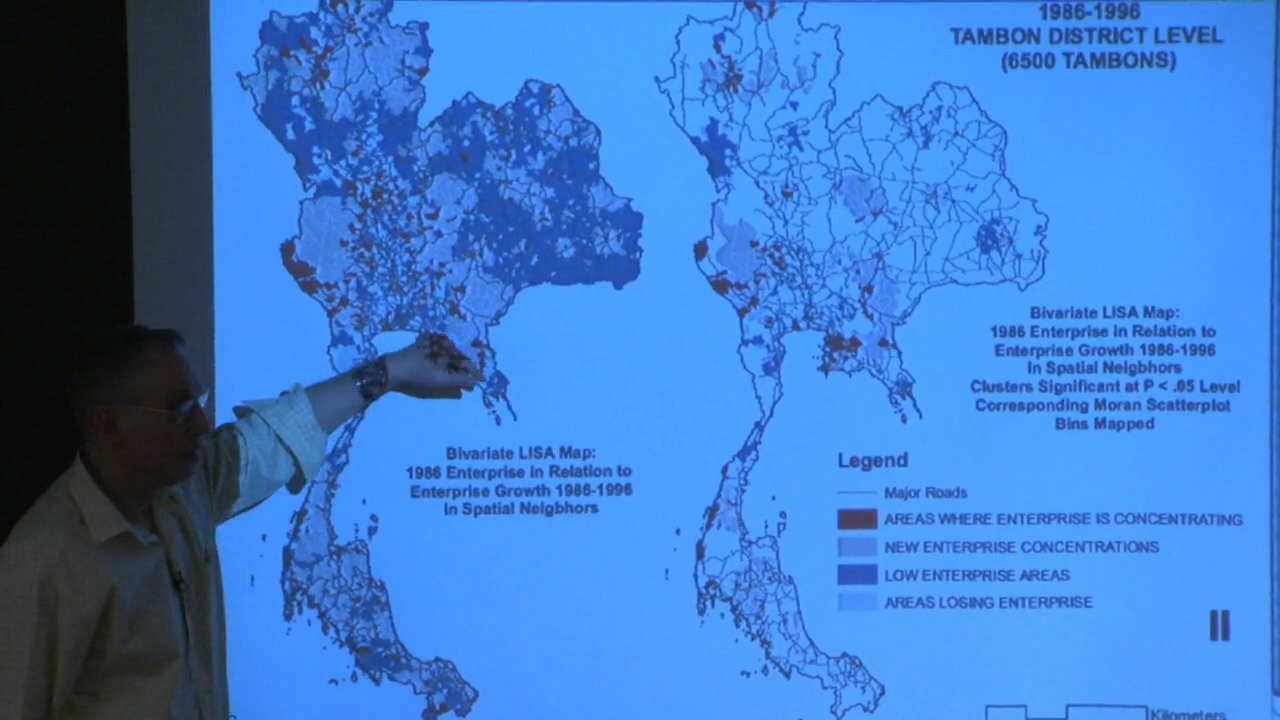 1986-1996
TAMBON DISTRICT LEVEL
(6500 TAMBONS)
Bivariate LISA Map:
1986 Enterprise in Relation to
Enterprise Growth 1986-1996
In Spatial Neigbhors
Clusters Significant at P < .05 Level
Corresponding Moran Scatterplot
Bins Mapped
Bivariate LISA Map:
1986 Enterprise in Relation to
Enterprise Growth 1986-1996
In Spatial Neigbhors
Legend
Major Roads
AREAS WHERE ENTERPRISE IS CONCENTRATING
NEW ENTERPRISE CONCENTRATIONS
LOW ENTERPRISE AREAS
AREAS LOSING ENTERPRISE
Kilometers